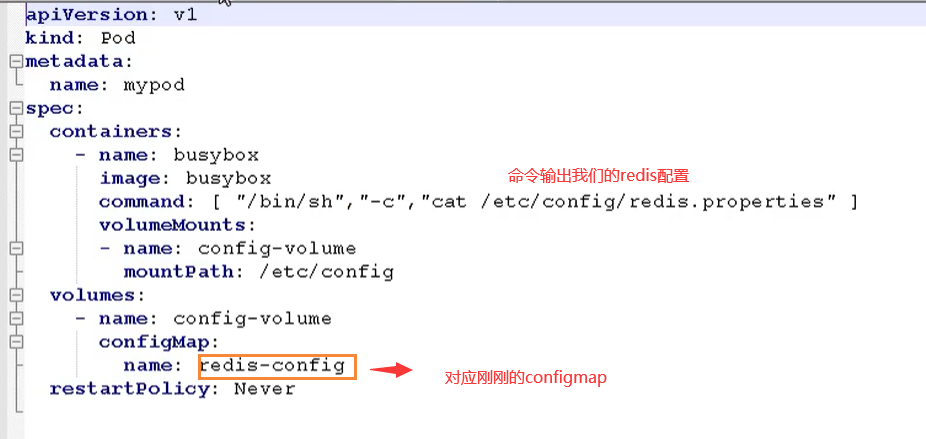 apiVersion: v1
kind: Pod
metadata:
  name: mypod
spec:
  containers:
    - name: busybox
      image: busybox
命令输出我们的redis配置
      command: [ "/bin/sh","-c","cat /etc/config/redis.properties" ]
      volumeMounts:
      - name: config-volume
        mountPath: /etc/config
  volumes:
    - name: config-volume
      configMap:
        name: redis-config
对应刚刚的configmap
  restartPolicy: Never